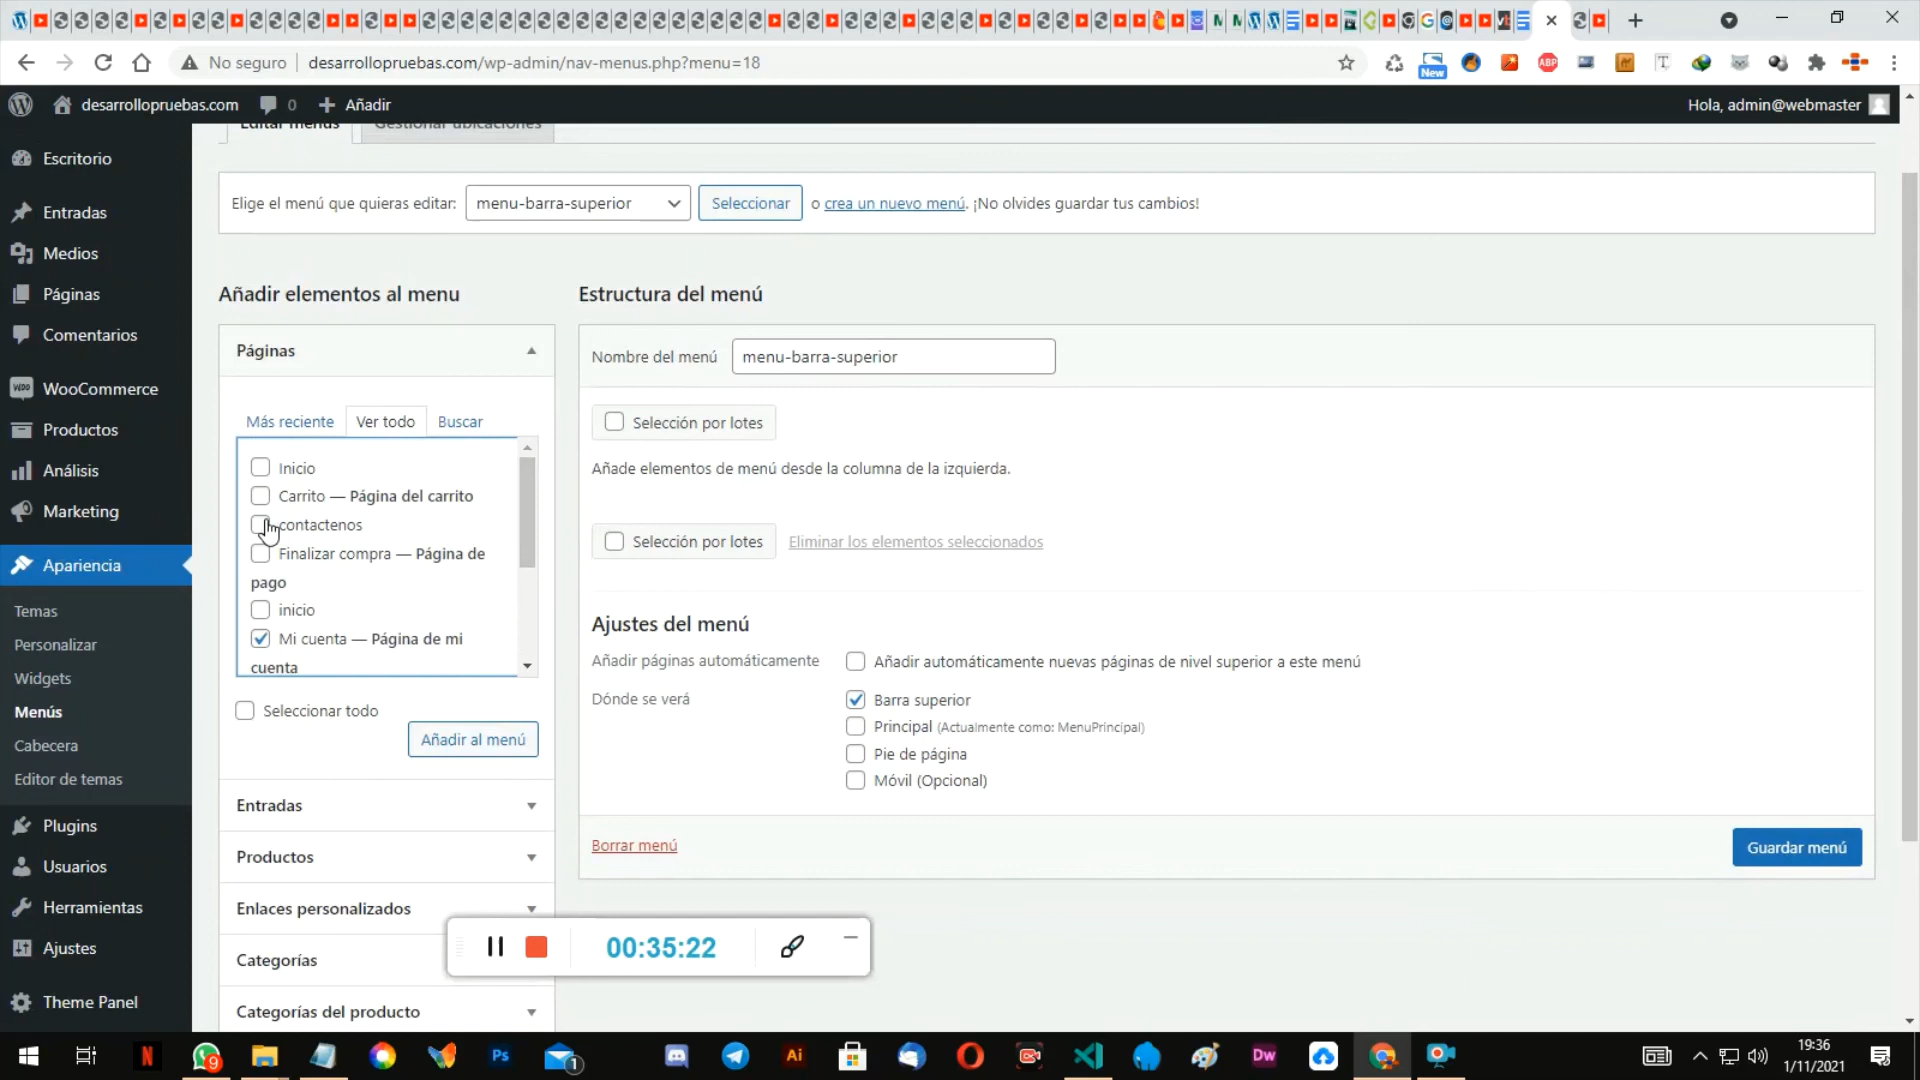 No seguro
desarrollopruebas.com/wp-admin/nav-menus.php?menu=18
ABP
New
desarrollopruebas.com
0
Añadir
Hola, admin@webmaster
Editar menús
Gestionar ubicaciones
Escritorio
Entradas
Medios
Páginas
Comentarios
WooCommerce
Productos
Análisis
Marketing
Apariencia
Temas
Personalizar
Widgets
Menús
Cabecera
Editor de temas
Plugins
Usuarios
Herramientas
Ajustes
Theme Panel
Elige el menú que quieras editar: menu-barra-superior Seleccionar o crea un nuevo menú. ¡No olvides guardar tus cambios!
Añadir elementos al menu
Páginas
Más reciente
Ver todo
Buscar
Inicio
Carrito — Página del carrito
contactenos
Finalizar compra — Página de
pago
inicio
Mi cuenta — Página de mi
cuenta
Seleccionar todo
Añadir al menú
Entradas
Productos
Enlaces personalizados
Categorías
Categorías del producto
Estructura del menú
Nombre del menú menu-barra-superior
Selección por lotes
Añade elementos de menú desde la columna de la izquierda.
Selección por lotes Eliminar los elementos seleccionados
Ajustes del menú
Añadir páginas automáticamente Añadir automáticamente nuevas páginas de nivel superior a este menú
Dónde se verá Barra superior
Principal (Actualmente como: MenuPrincipal)
Pie de página
Móvil (Opcional)
Borrar menú
Guardar menú
00:35:22
N
9
Ps
1
Ai
Dw
19:36
1/11/2021